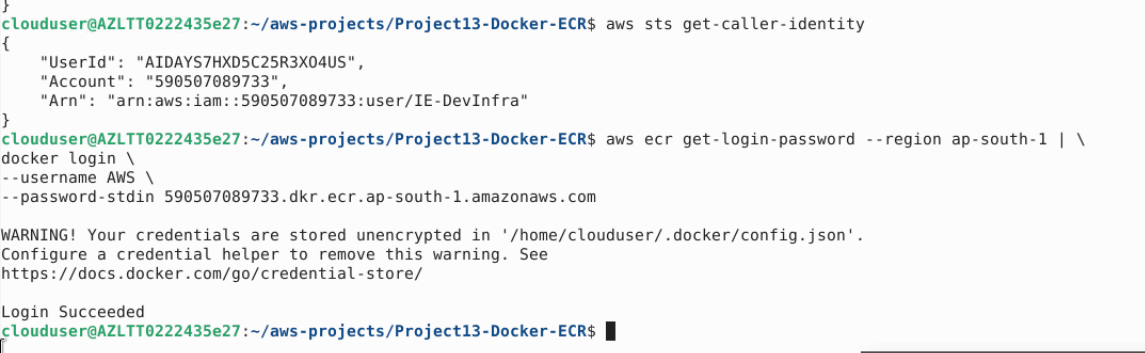 }
clouduser@AZLTT0222435e27:~/aws-projects/Project13-Docker-ECR$ aws sts get-caller-identity
{
    "UserId": "AIDAYS7HXD5C25R3XO4US",
    "Account": "590507089733",
    "Arn": "arn:aws:iam::590507089733:user/IE-DevInfra"
}
clouduser@AZLTT0222435e27:~/aws-projects/Project13-Docker-ECR$ aws ecr get-login-password --region ap-south-1 | \
docker login \
--username AWS \
--password-stdin 590507089733.dkr.ecr.ap-south-1.amazonaws.com

WARNING! Your credentials are stored unencrypted in '/home/clouduser/.docker/config.json'.
Configure a credential helper to remove this warning. See
https://docs.docker.com/go/credential-store/

Login Succeeded
clouduser@AZLTT0222435e27:~/aws-projects/Project13-Docker-ECR$